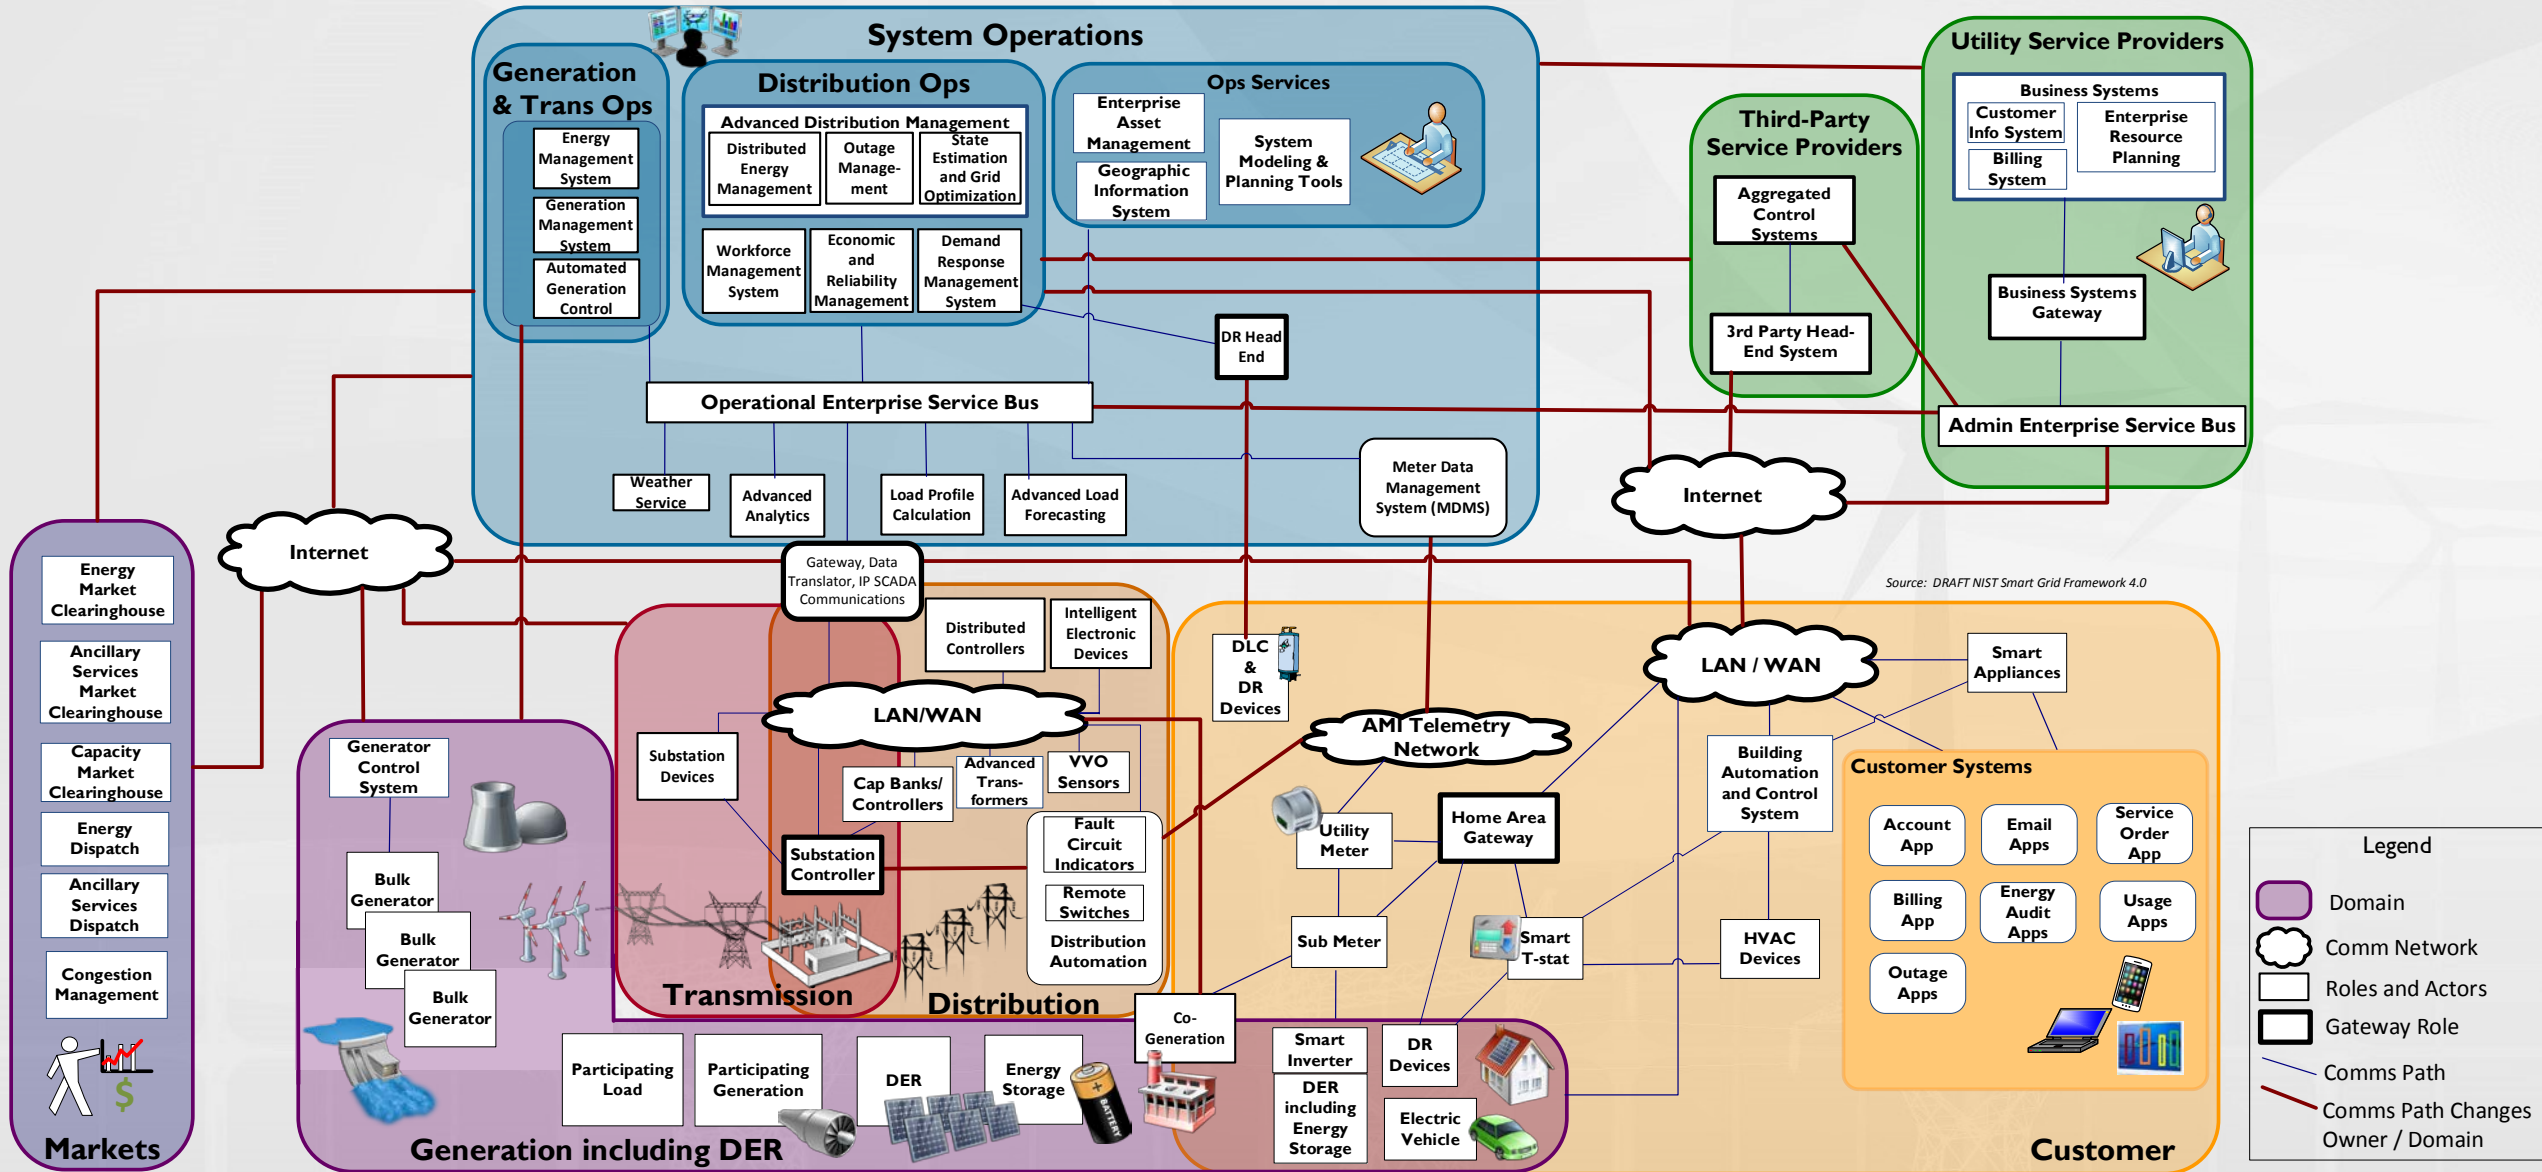 System Operations
Generation
& Trans Ops
Energy
Management
System
Generation
Management
System
Automated
Generation
Control
Distribution Ops
Advanced Distribution Management
Distributed
Energy
Management
Outage
Manage-
ment
State
Estimation
and Grid
Optimization
Workforce
Management
System
Economic
and
Reliability
Management
Demand
Response
Management
System
Ops Services
Enterprise
Asset
Management
Geographic
Information
System
System
Modeling &
Planning Tools
DR Head
End
Operational Enterprise Service Bus
Weather
Service
Advanced
Analytics
Load Profile
Calculation
Advanced Load
Forecasting
Meter Data
Management
System (MDMS)
Third-Party
Service Providers
Aggregated
Control
Systems
3rd Party Head-
End System
Utility Service Providers
Business Systems
Customer
Info System
Billing
System
Enterprise
Resource
Planning
Business Systems
Gateway
Admin Enterprise Service Bus
Internet
Internet
Source: DRAFT NIST Smart Grid Framework 4.0
Energy
Market
Clearinghouse
Ancillary
Services
Market
Clearinghouse
Capacity
Market
Clearinghouse
Energy
Dispatch
Ancillary
Services
Dispatch
Congestion
Management
$
Markets
Gateway, Data
Translator, IP SCADA
Communications
Distributed
Controllers
Intelligent
Electronic
Devices
LAN/WAN
Substation
Devices
Cap Banks/
Controllers
Advanced
Trans-
formers
VVO
Sensors
Substation
Controller
Fault
Circuit
Indicators
Remote
Switches
Distribution
Automation
Transmission
Distribution
Generator
Control
System
Bulk
Generator
Bulk
Generator
Bulk
Generator
Participating
Load
Participating
Generation
DER
Energy
Storage
BATTERY
Co-
Generation
Generation including DER
DLC
&
DR
Devices
AMI Telemetry
Network
LAN / WAN
Smart
Appliances
Utility
Meter
Home Area
Gateway
Building
Automation
and Control
System
Sub Meter
Smart
T-stat
HVAC
Devices
Smart
Inverter
DER
including
Energy
Storage
DR
Devices
Electric
Vehicle
Customer Systems
Account
App
Email
Apps
Service
Order
App
Billing
App
Energy
Audit
Apps
Usage
Apps
Outage
Apps
Customer
Legend
Domain
Comm Network
Roles and Actors
Gateway Role
Comms Path
Comms Path Changes
Owner / Domain